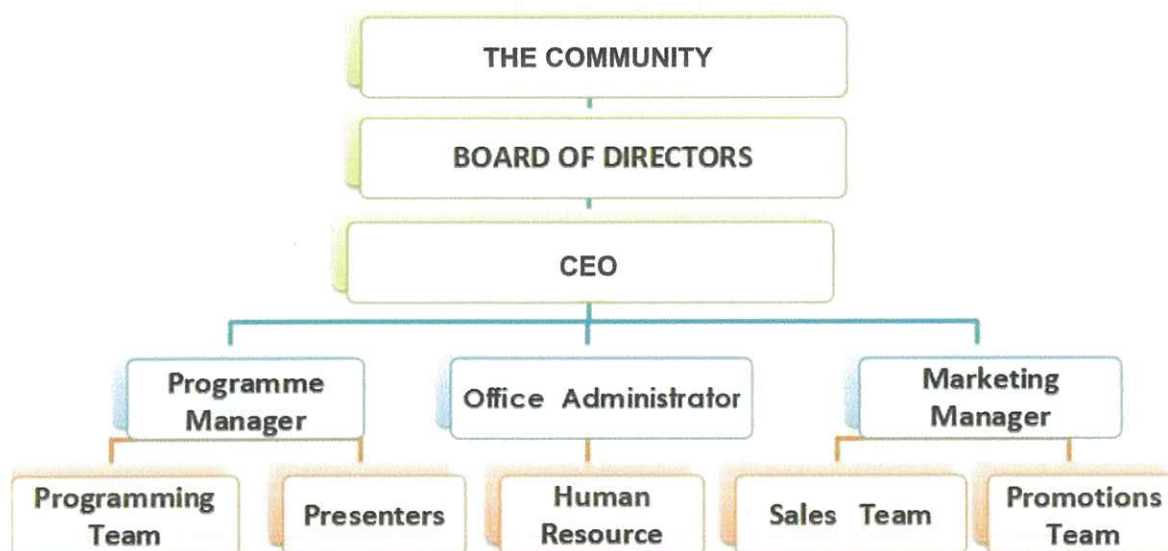 THE COMMUNITY
BOARD OF DIRECTORS
CEO
Programme
Manager
Office Administrator
Marketing
Manager
Programming
Team
Presenters
Human
Resource
Sales Team
Promotions
Team